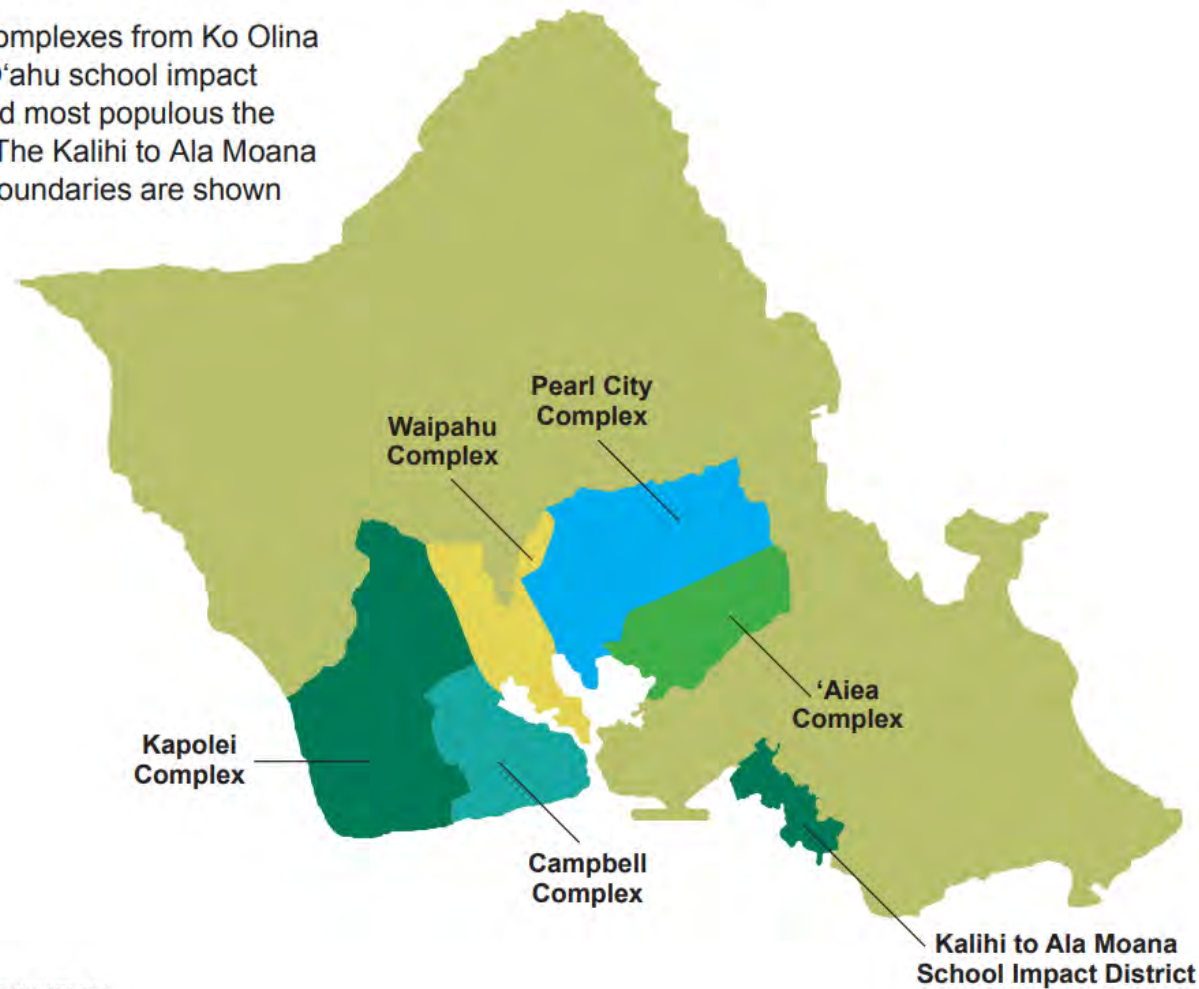 omplexes from Ko Olina
ʻahu school impact
d most populous the
The Kalihi to Ala Moana
oundaries are shown
Pearl City
Complex
Waipahu
Complex
‘Aiea
Complex
Kapolei
Complex
Campbell
Complex
Kalihi to Ala Moana
School Impact District